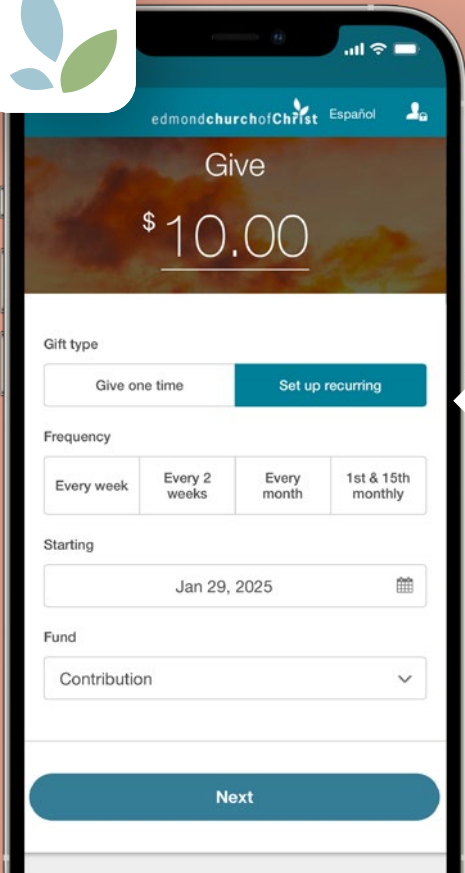 edmondchurchofChrist Español
Give
$ 10.00
Gift type
Give one time Set up recurring
Frequency
Every week Every 2 weeks Every month 1st & 15th monthly
Starting
Jan 29, 2025
Fund
Contribution
Next